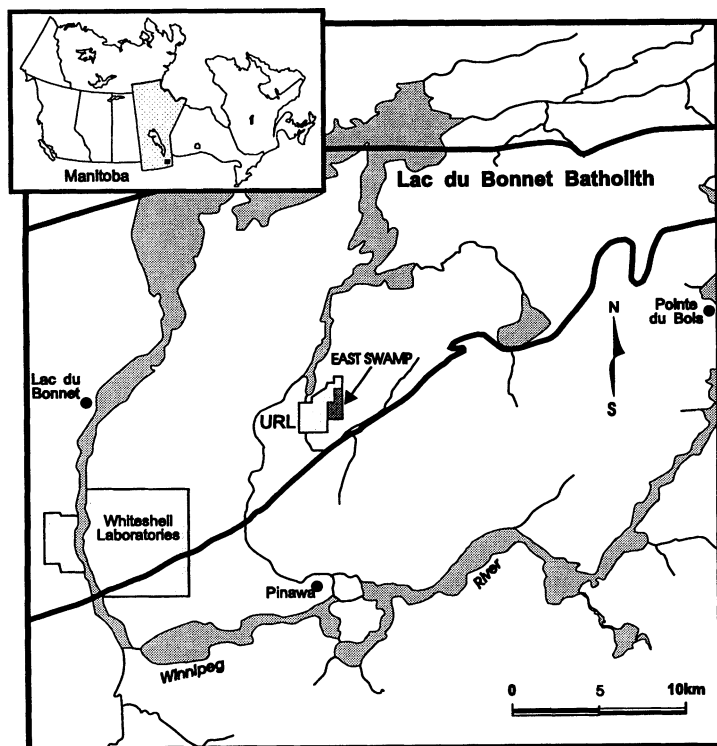 Manitoba
Lac du Bonnet Batholith
Pointe
du Bois
N
S
EAST SWAMP
Lac du
Bonnet
URL
Whiteshell
Laboratories
Pinawa
River
Winnipeg
0 5 10km